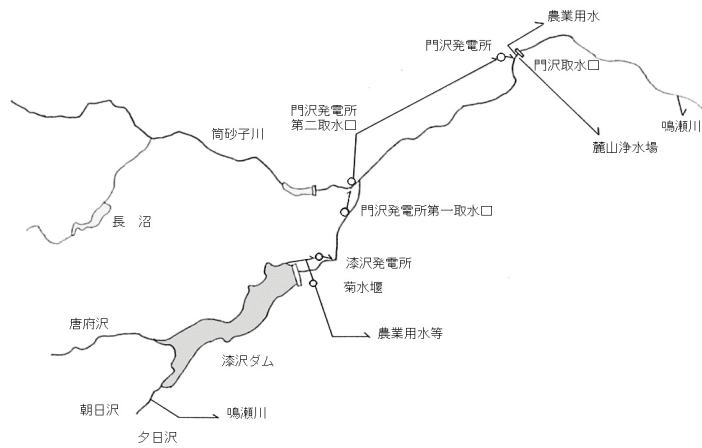 農業用水
門沢発電所
門沢取水口
門沢発電所
第二取水口
鳴瀬川
筒砂子川
麓山浄水場
長　沼
門沢発電所第一取水口
漆沢発電所
菊水堰
唐府沢
農業用水等
漆沢ダム
朝日沢
鳴瀬川
夕日沢